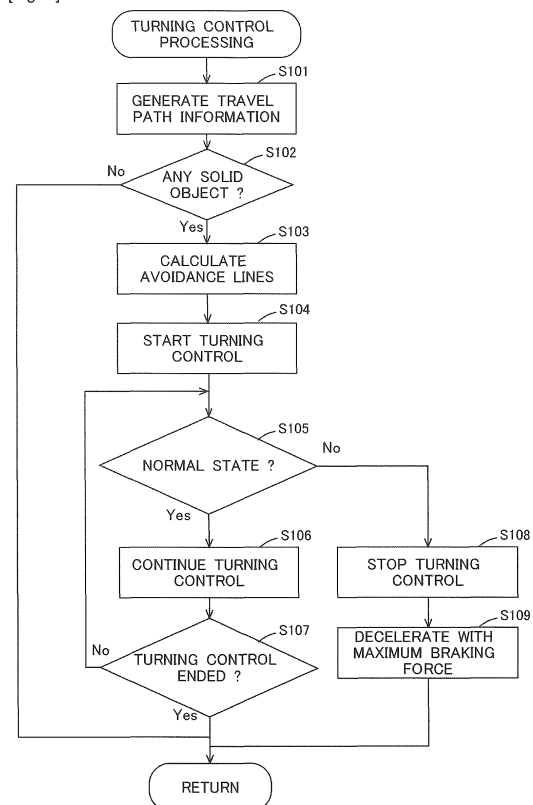 TURNING CONTROL
PROCESSING
S101
GENERATE TRAVEL
PATH INFORMATION
S102
No
ANY SOLID
OBJECT ?
Yes
S103
CALCULATE
AVOIDANCE LINES
S104
START TURNING
CONTROL
S105
NORMAL STATE ?
No
Yes
S106
CONTINUE TURNING
CONTROL
S108
STOP TURNING
CONTROL
S107
No
TURNING CONTROL
ENDED ?
Yes
S109
DECELERATE WITH
MAXIMUM BRAKING
FORCE
RETURN